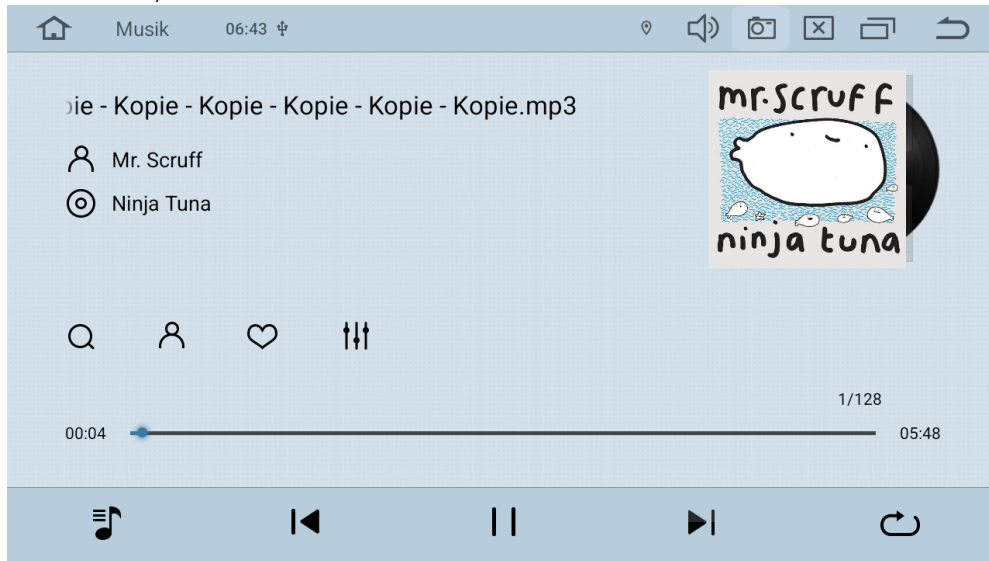 Musik 06:43
pie - Kopie - Kopie - Kopie - Kopie - Kopie.mp3
Mr. Scruff
Ninja Tuna
mr.scruff
ninja tuna
1/128
00:04 05:48